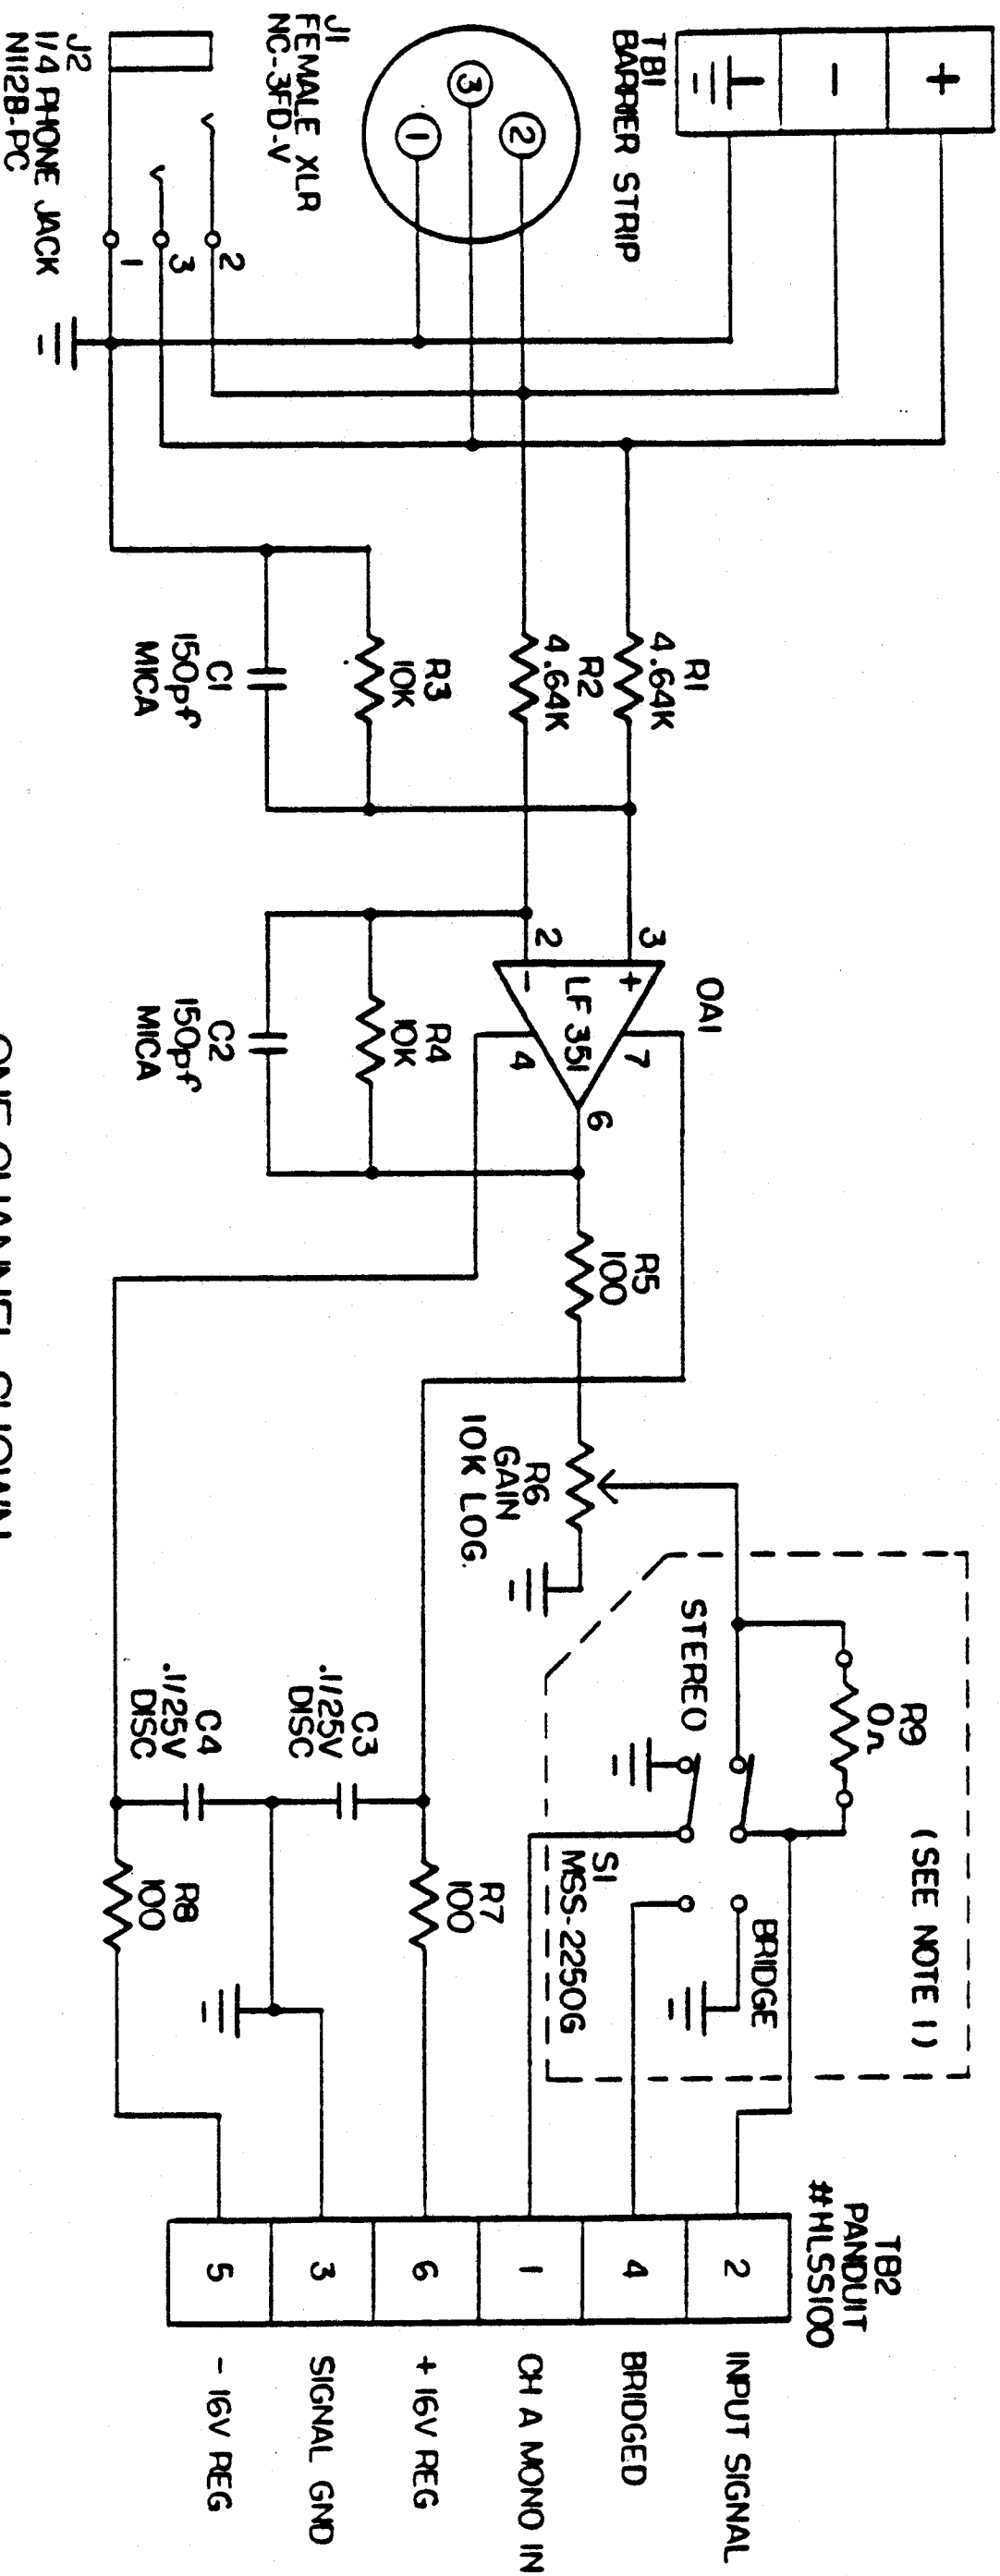 +
-
TB1
BARRIER STRIP
2
3
1
J1
FEMALE XLR
NC-3FD-V
2
3
1
J2
1/4 PHONE JACK
N112B-PC
R1
4.64K
R2
4.64K
R3
10K
C1
150pf
MICA
OA1
3
+
2
-
LF 351
7
4
6
R4
10K
C2
150pf
MICA
R5
100
R6
GAIN
10K LOG.
R9
0Ω
(SEE NOTE 1)
STEREO
BRIDGE
S1
MSS-2250G
C3
.1/25V
DISC
C4
.1/25V
DISC
R7
100
R8
100
TB2
PANDUIT
#HLSS100
2 INPUT SIGNAL
4 BRIDGED
1 CH A MONO IN
6 + 16V REG
3 SIGNAL GND
5 - 16V REG
ONE CHANNEL SHOWN